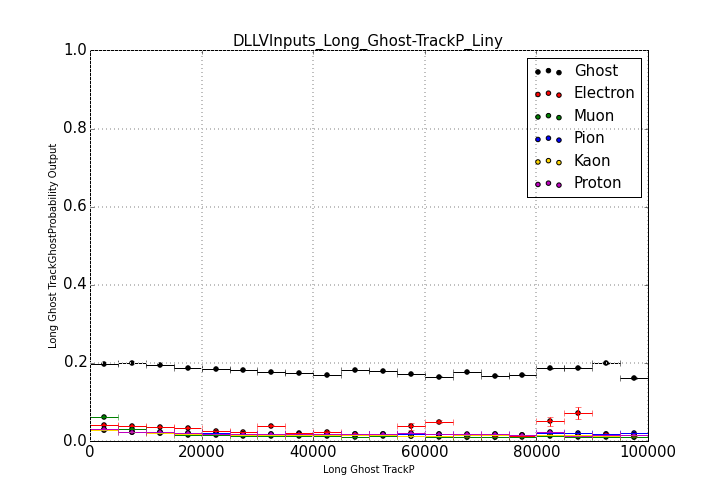 DLLVInputs_Long_Ghost-TrackP_Liny
1.0
0.8
0.6
0.4
0.2
0.0
Long Ghost TrackGhostProbability Output
Ghost
Electron
Muon
Pion
Kaon
Proton
0 20000 40000 60000 80000 100000
Long Ghost TrackP